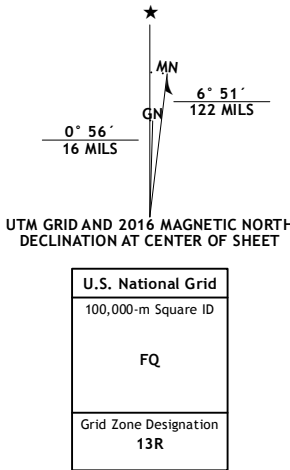 ★
MN
GN
6° 51´
122 MILS
0° 56´
16 MILS
UTM GRID AND 2016 MAGNETIC NORTH
DECLINATION AT CENTER OF SHEET
U.S. National Grid
100,000-m Square ID
FQ
Grid Zone Designation
13R